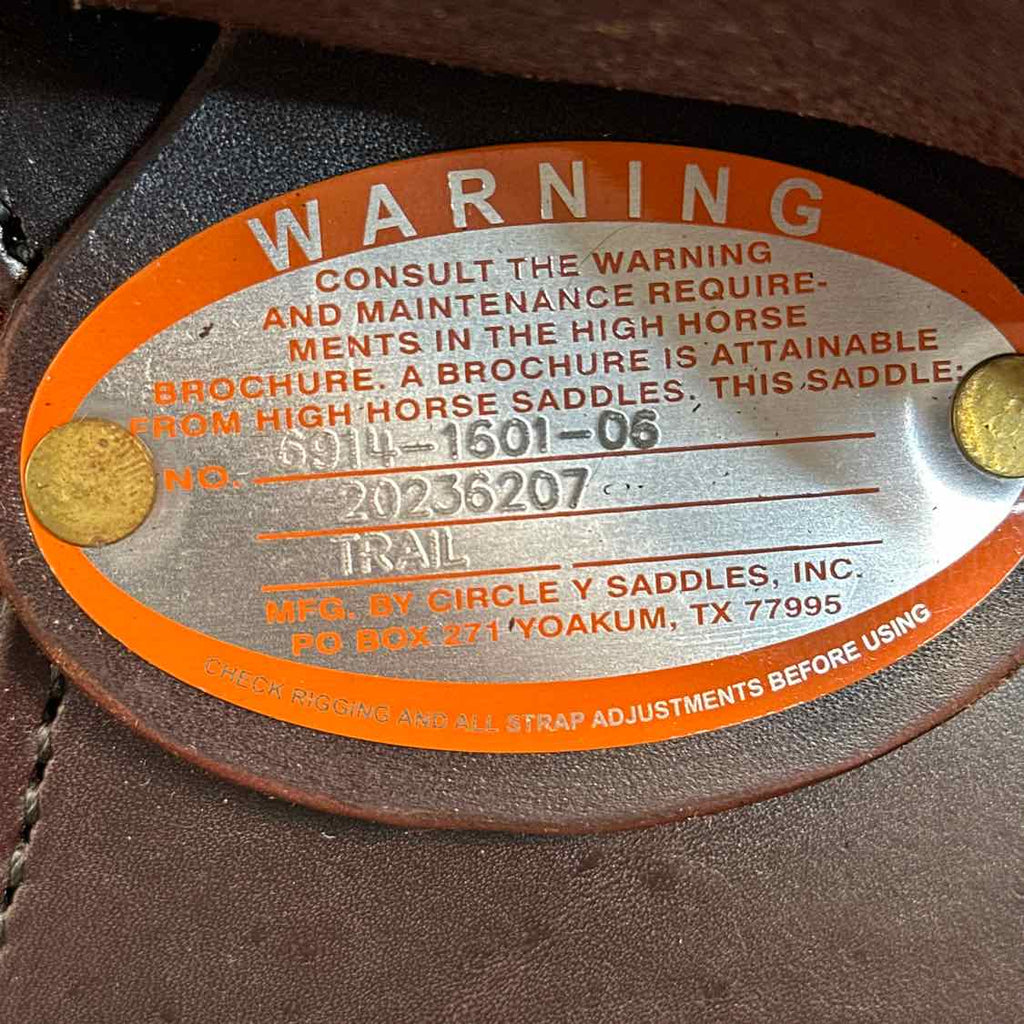 WARNING
CONSULT THE WARNING
AND MAINTENANCE REQUIRE-
MENTS IN THE HIGH HORSE
BROCHURE. A BROCHURE IS ATTAINABLE
FROM HIGH HORSE SADDLES. THIS SADDLE:
NO. 6914-1601-06
20236207
TRAIL
MFG. BY CIRCLE Y SADDLES, INC.
PO BOX 271 YOAKUM, TX 77995
CHECK RIGGING AND ALL STRAP ADJUSTMENTS BEFORE USING